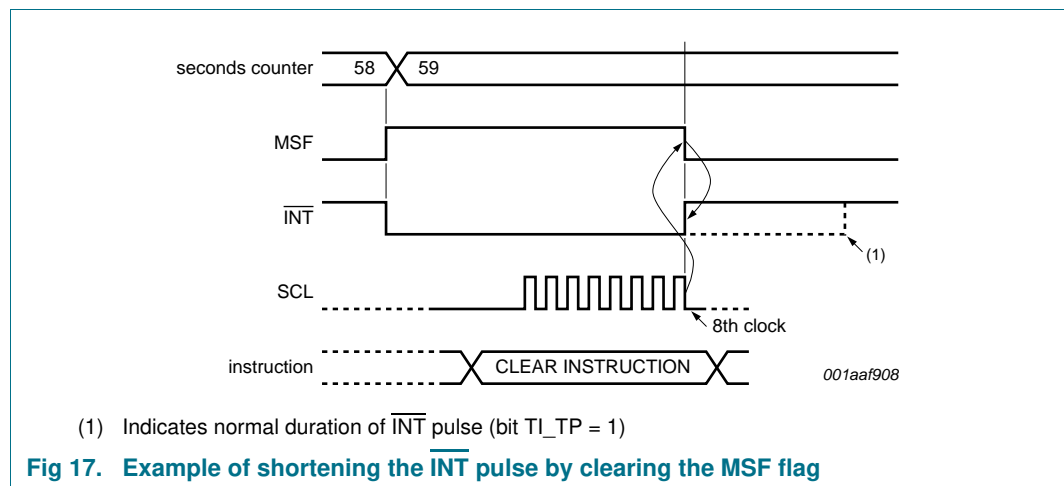 seconds counter 58 59
MSF
INT
(1)
SCL
8th clock
instruction CLEAR INSTRUCTION
001aaf908
(1) Indicates normal duration of INT pulse (bit TI_TP = 1)
Fig 17. Example of shortening the INT pulse by clearing the MSF flag